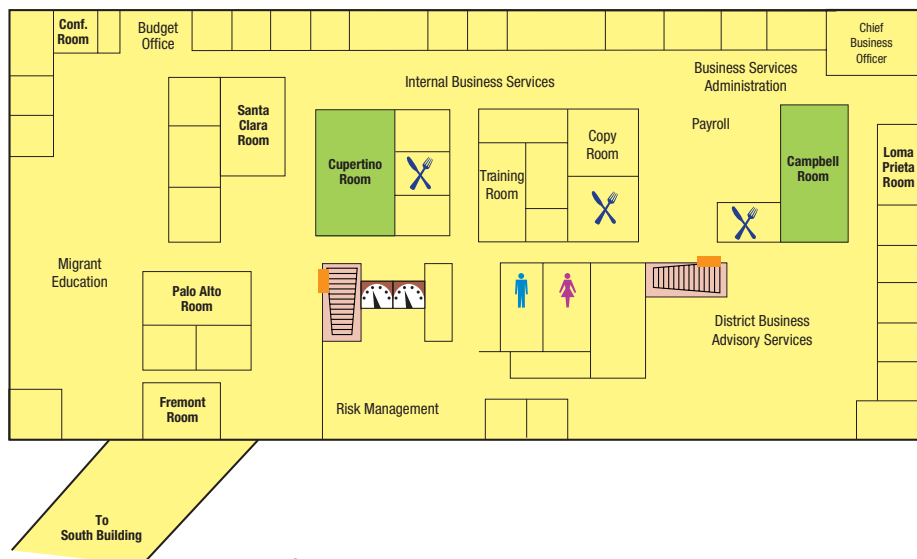 Conf.
Room
Budget
Office
Chief
Business
Officer
Internal Business Services
Business Services
Administration
Santa
Clara
Room
Payroll
Copy
Room
Cupertino
Room
Training
Room
Campbell
Room
Loma
Prieta
Room
Migrant
Education
Palo Alto
Room
District Business
Advisory Services
Fremont
Room
Risk Management
To
South Building